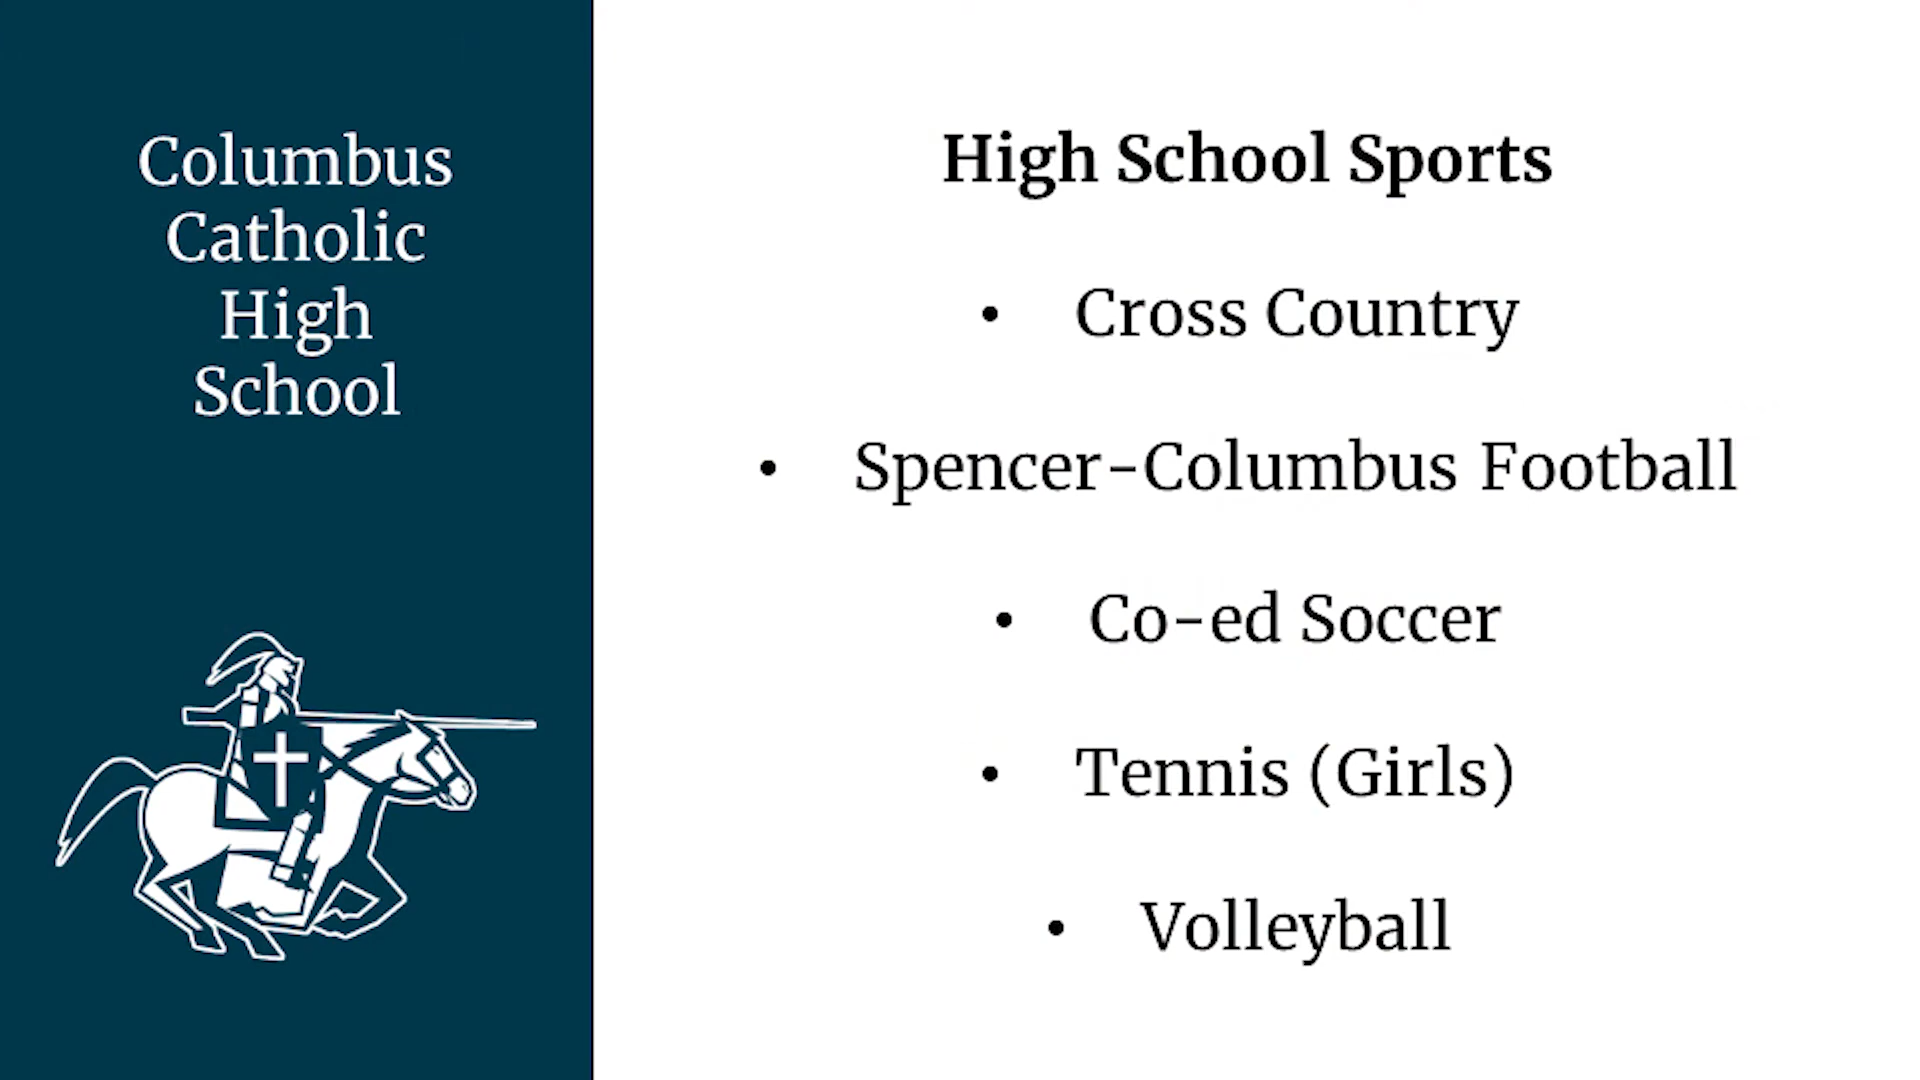 Columbus
Catholic
High
School
High School Sports
• Cross Country
• Spencer-Columbus Football
• Co-ed Soccer
• Tennis (Girls)
• Volleyball